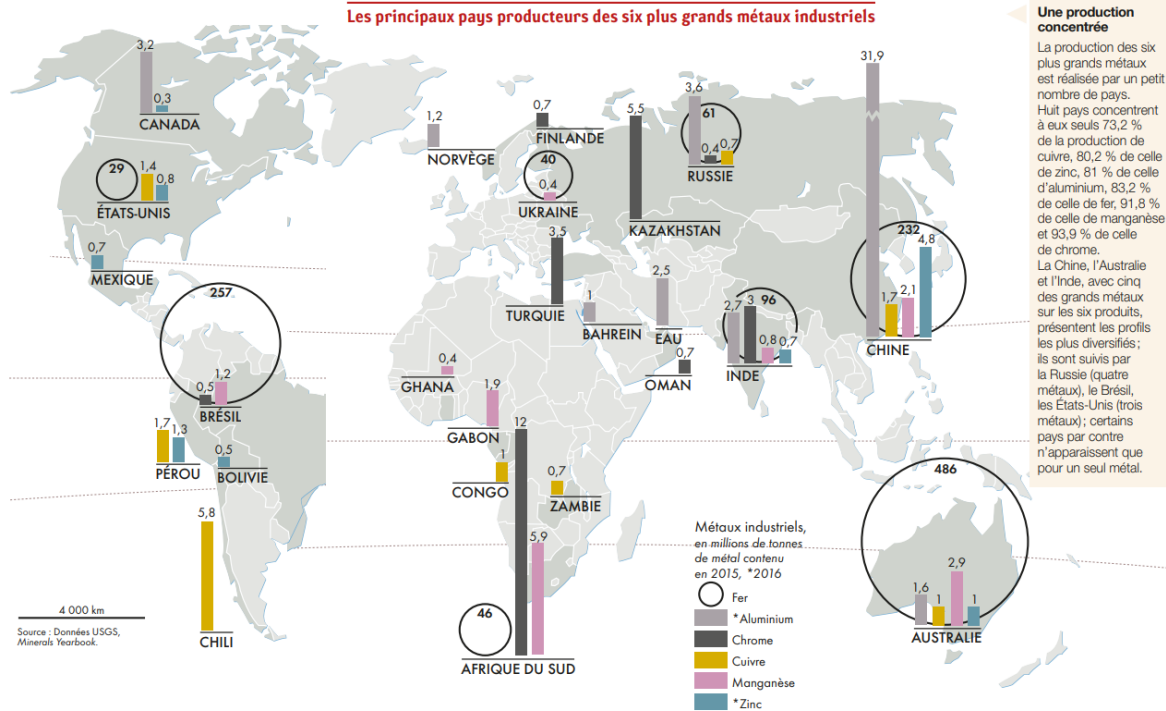 Les principaux pays producteurs des six plus grands métaux industriels
3,2
0,3
CANADA
29
1,4
0,8
ÉTATS-UNIS
0,7
MEXIQUE
257
0,5
1,2
BRÉSIL
1,7
1,3
PÉROU
0,5
BOLIVIE
5,8
CHILI
1,2
NORVÈGE
0,7
FINLANDE
40
0,4
UKRAINE
3,5
TURQUIE
5,5
KAZAKHSTAN
3,6
61
0,4
0,7
RUSSIE
1
BAHREIN
2,5
EAU
0,7
OMAN
2,7
3
96
0,8
0,7
INDE
31,9
232
1,7
2,1
4,8
CHINE
0,4
GHANA
1,9
GABON
1
CONGO
0,7
ZAMBIE
46
12
5,9
AFRIQUE DU SUD
486
1,6
1
2,9
1
AUSTRALIE
4 000 km
Source : Données USGS,
Minerals Yearbook.
Métaux industriels,
en millions de tonnes
de métal contenu
en 2015, *2016
Fer
*Aluminium
Chrome
Cuivre
Manganèse
*Zinc
Une production
concentrée
La production des six
plus grands métaux
est réalisée par un petit
nombre de pays.
Huit pays concentrent
à eux seuls 73,2 %
de la production de
cuivre, 80,2 % de celle
de zinc, 81 % de celle
d'aluminium, 83,2 %
de celle de fer, 91,8 %
de celle de manganèse
et 93,9 % de celle
de chrome.
La Chine, l'Australie
et l'Inde, avec cinq
des grands métaux
sur les six produits,
présentent les profils
les plus diversifiés ;
ils sont suivis par
la Russie (quatre
métaux), le Brésil,
les États-Unis (trois
métaux) ; certains
pays par contre
n'apparaissent que
pour un seul métal.